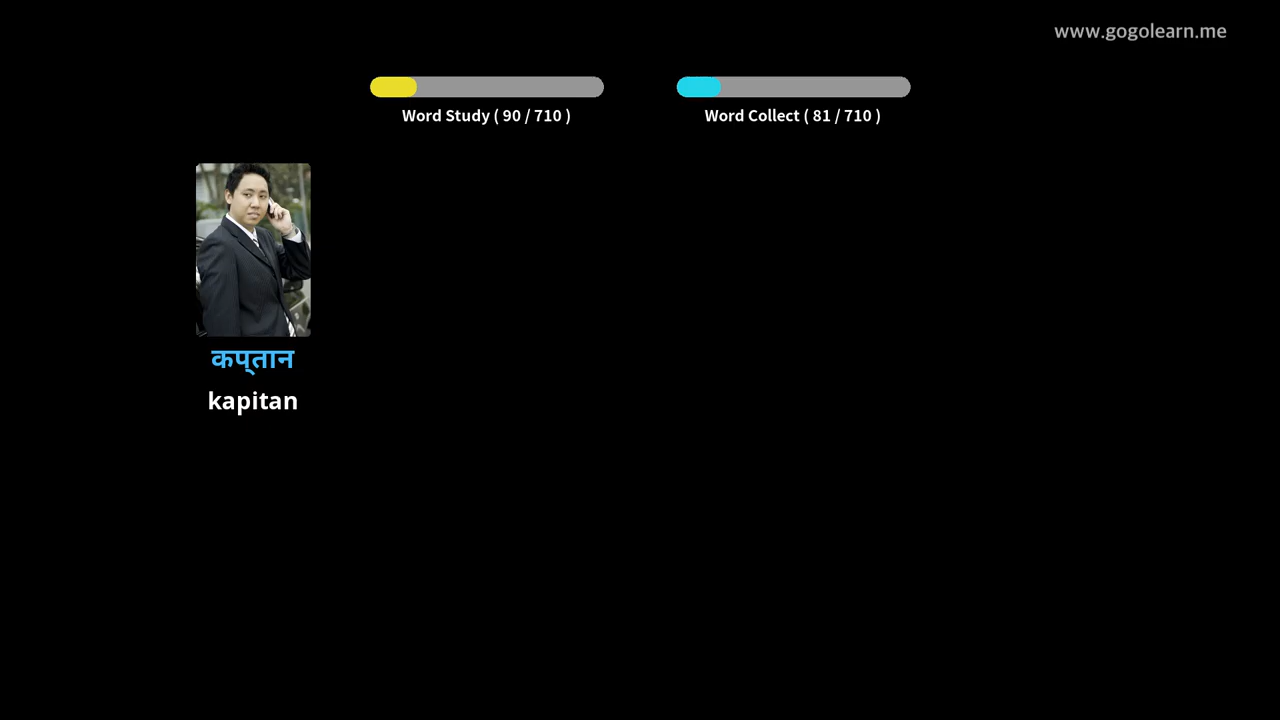 www.gogolearn.me
Word Study ( 90 / 710 )
Word Collect ( 81 / 710 )
कप्तान
kapitan